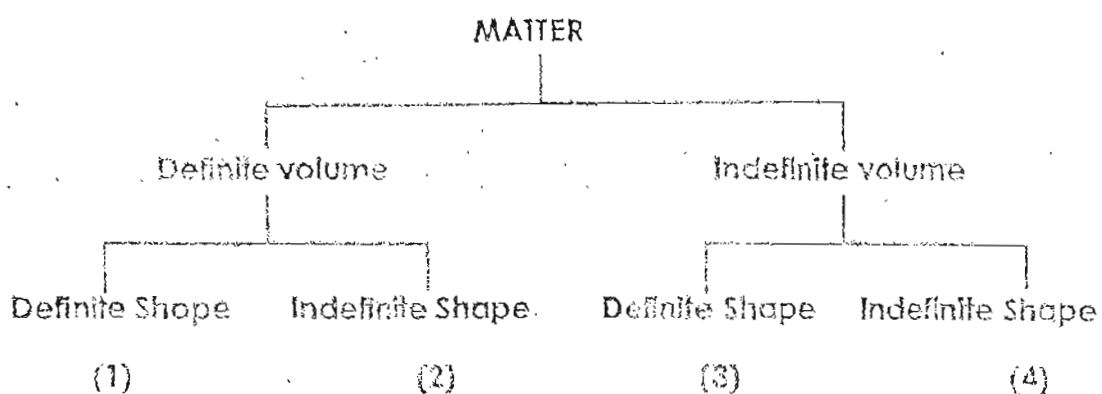 MATTER
Definite volume Indefinite volume
Definite Shape Indefinite Shape Definite Shape Indefinite Shape
(1) (2) (3) (4)